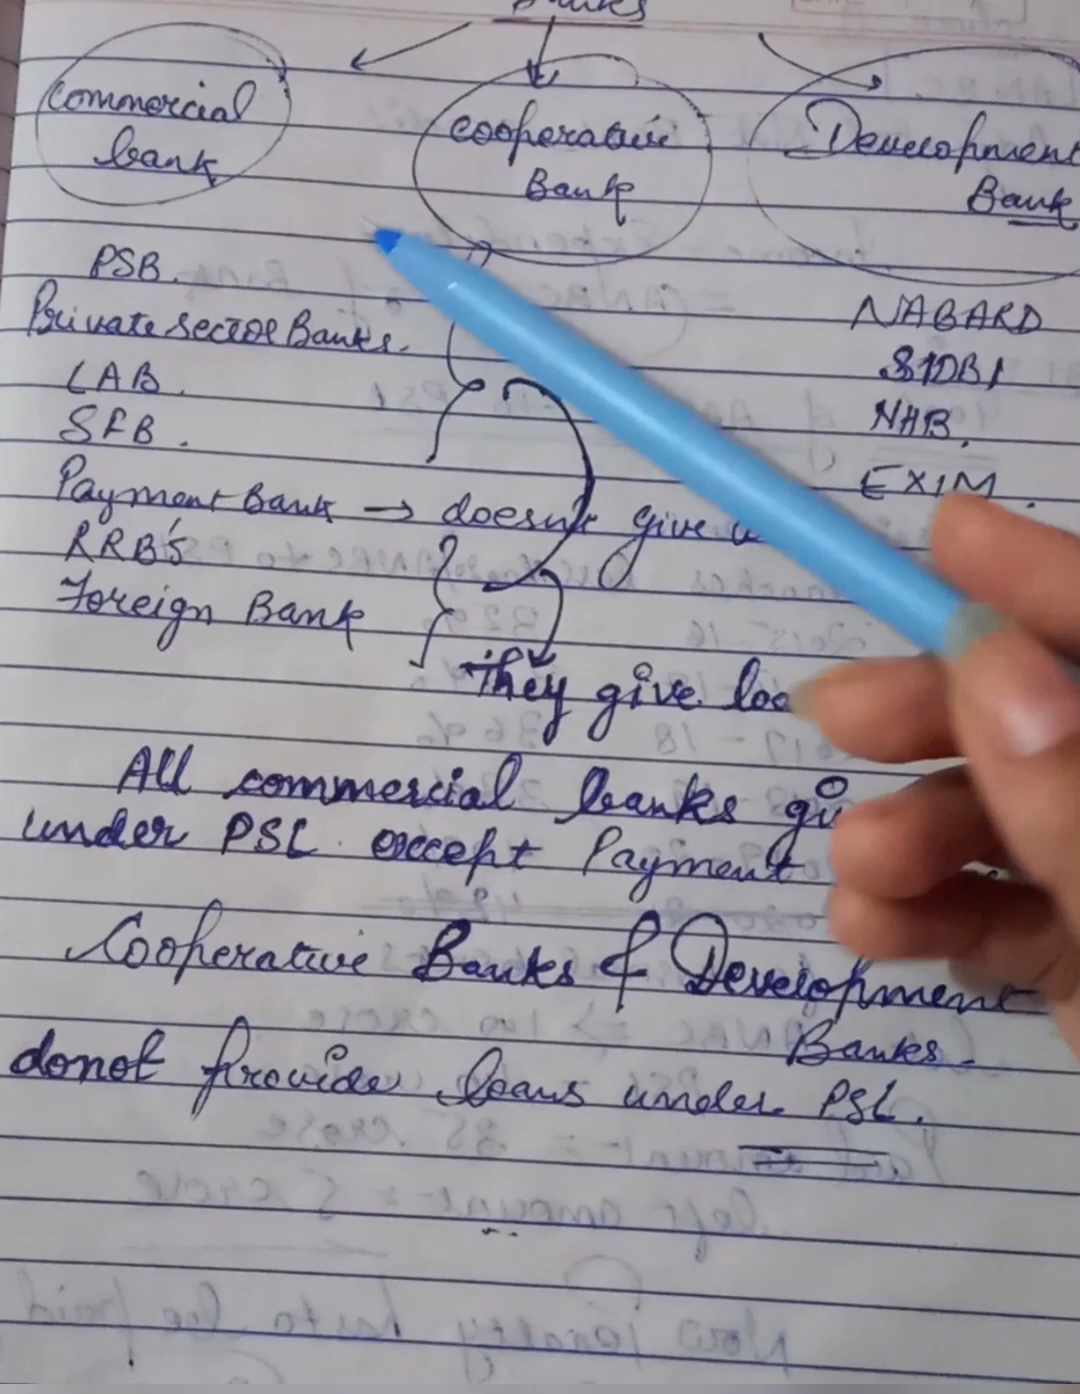 Banks
Commercial bank
Cooperative Bank
Development Bank
PSB.
Private sector Banks.
LAB.
SFB.
Payment Bank → doesn't give
RRB's
Foreign Bank
NABARD
SIDBI
NHB.
EXIM.
They give
All commercial banks
under PSL except Payment
Cooperative Banks & Development
Banks
donot provide loans under PSL.